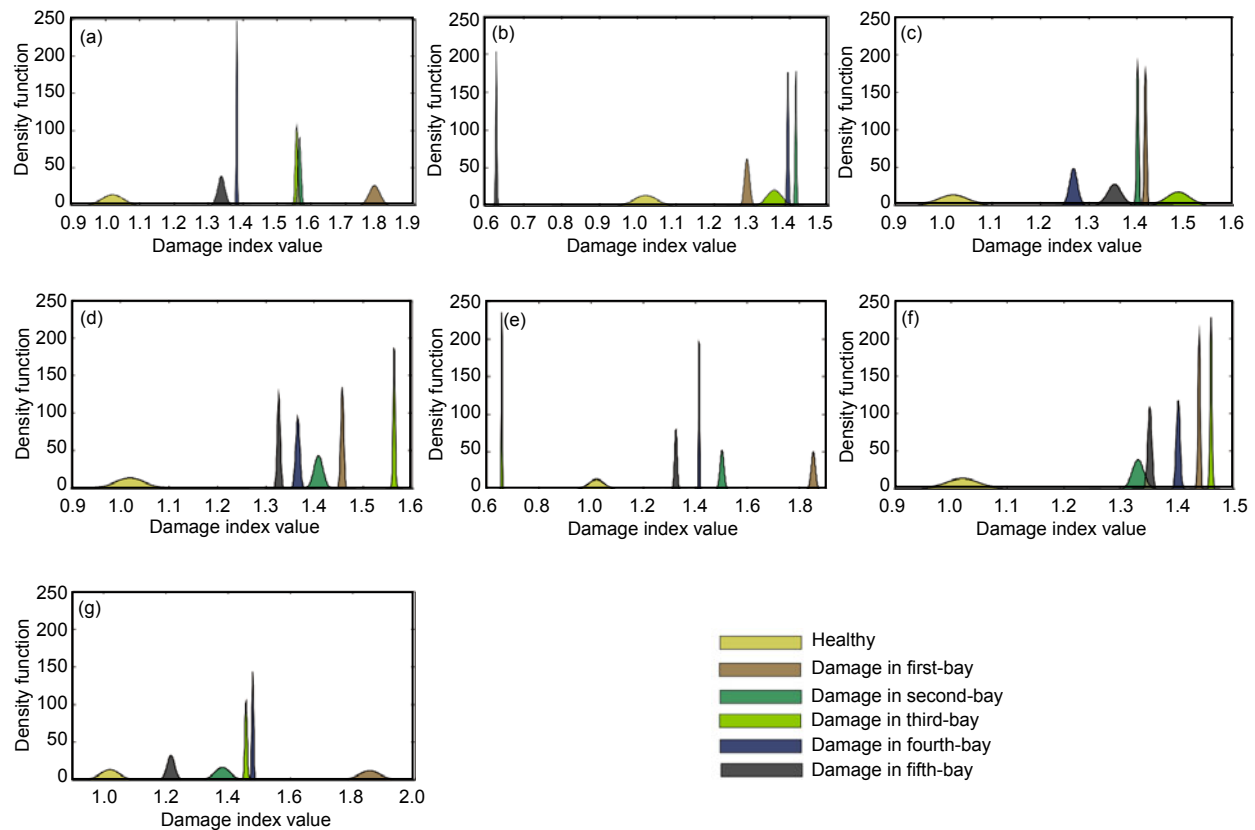 (a)
Density function
250
200
150
100
50
0
0.9 1.0 1.1 1.2 1.3 1.4 1.5 1.6 1.7 1.8 1.9
Damage index value
(b)
Density function
250
200
150
100
50
0
0.6 0.7 0.8 0.9 1.0 1.1 1.2 1.3 1.4 1.5
Damage index value
(c)
Density function
250
200
150
100
50
0
0.9 1.0 1.1 1.2 1.3 1.4 1.5 1.6
Damage index value
(d)
Density function
250
200
150
100
50
0
0.9 1.0 1.1 1.2 1.3 1.4 1.5 1.6
Damage index value
(e)
Density function
250
200
150
100
50
0
0.6 0.8 1.0 1.2 1.4 1.6 1.8
Damage index value
(f)
Density function
250
200
150
100
50
0
0.9 1.0 1.1 1.2 1.3 1.4 1.5
Damage index value
(g)
Density function
250
200
150
100
50
0
1.0 1.2 1.4 1.6 1.8 2.0
Damage index value
Healthy
Damage in first-bay
Damage in second-bay
Damage in third-bay
Damage in fourth-bay
Damage in fifth-bay